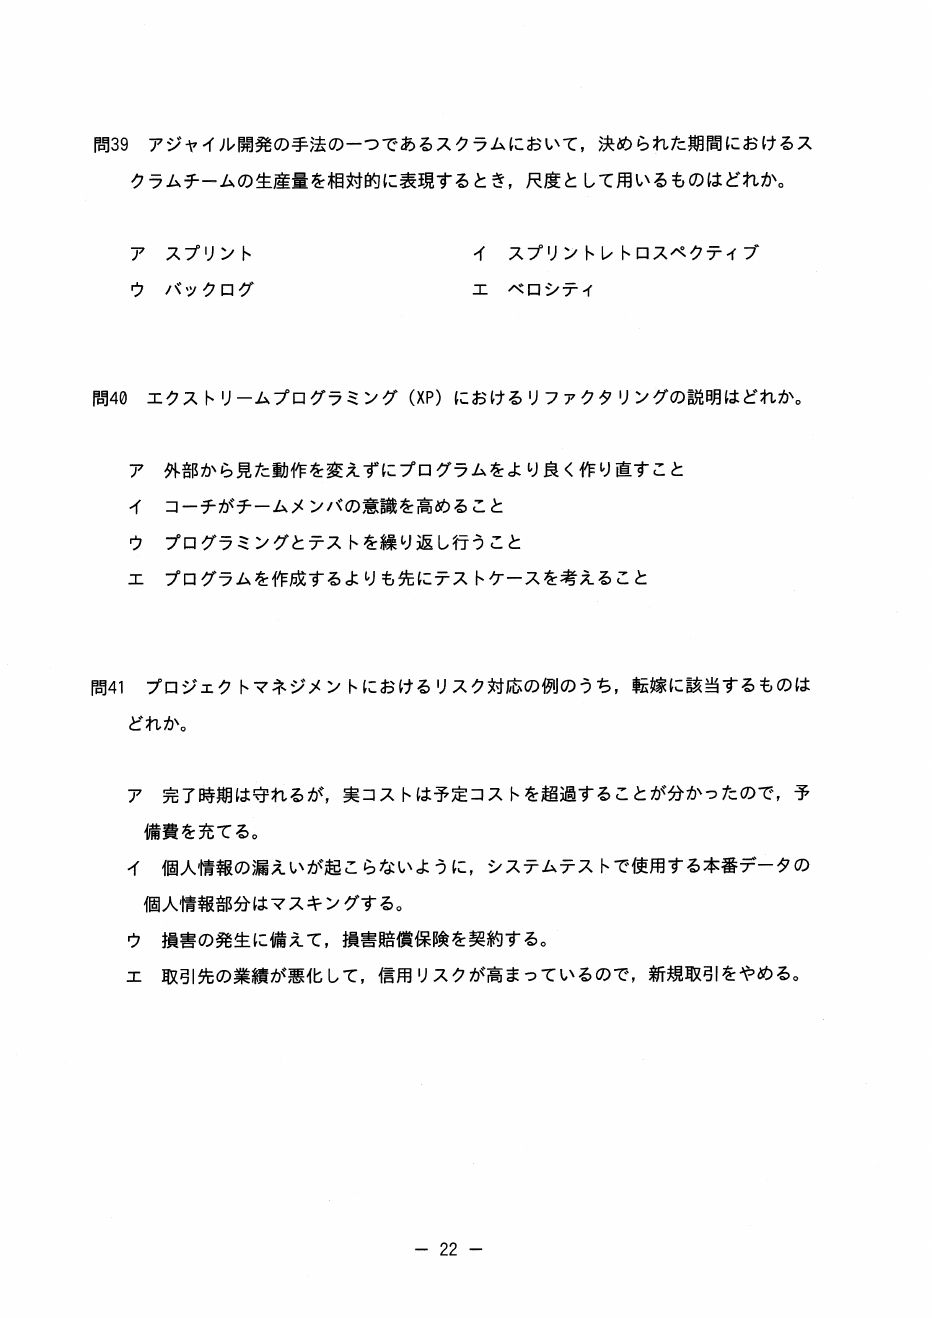 問39 アジャイル開発の手法の一つであるスクラムにおいて，決められた期間におけるス
クラムチームの生産量を相対的に表現するとき，尺度として用いるものはどれか。
ア スプリント イ スプリントレトロスペクティブ
ウ バックログ エ ベロシティ
問40 エクストリームプログラミング（XP）におけるリファクタリングの説明はどれか。
ア 外部から見た動作を変えずにプログラムをより良く作り直すこと
イ コーチがチームメンバの意識を高めること
ウ プログラミングとテストを繰り返し行うこと
エ プログラムを作成するよりも先にテストケースを考えること
問41 プロジェクトマネジメントにおけるリスク対応の例のうち，転嫁に該当するものは
どれか。
ア 完了時期は守れるが，実コストは予定コストを超過することが分かったので，予
備費を充てる。
イ 個人情報の漏えいが起こらないように，システムテストで使用する本番データの
個人情報部分はマスキングする。
ウ 損害の発生に備えて，損害賠償保険を契約する。
エ 取引先の業績が悪化して，信用リスクが高まっているので，新規取引をやめる。
－ 22 －